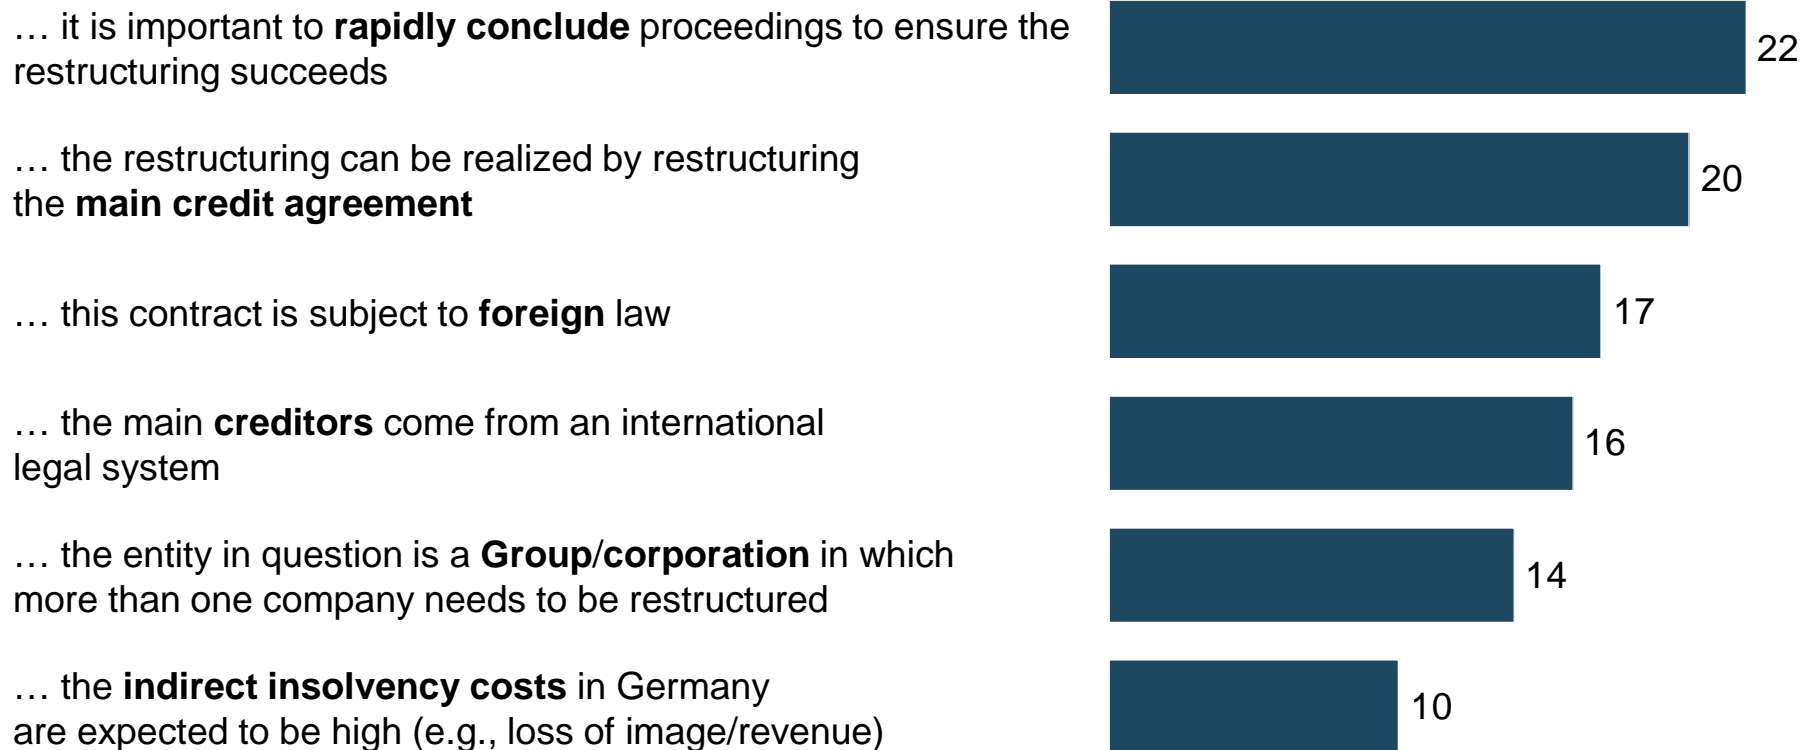 … it is important to rapidly conclude proceedings to ensure the
restructuring succeeds
22
… the restructuring can be realized by restructuring
the main credit agreement
20
… this contract is subject to foreign law
17
… the main creditors come from an international
legal system
16
… the entity in question is a Group/corporation in which
more than one company needs to be restructured
14
… the indirect insolvency costs in Germany
are expected to be high (e.g., loss of image/revenue)
10